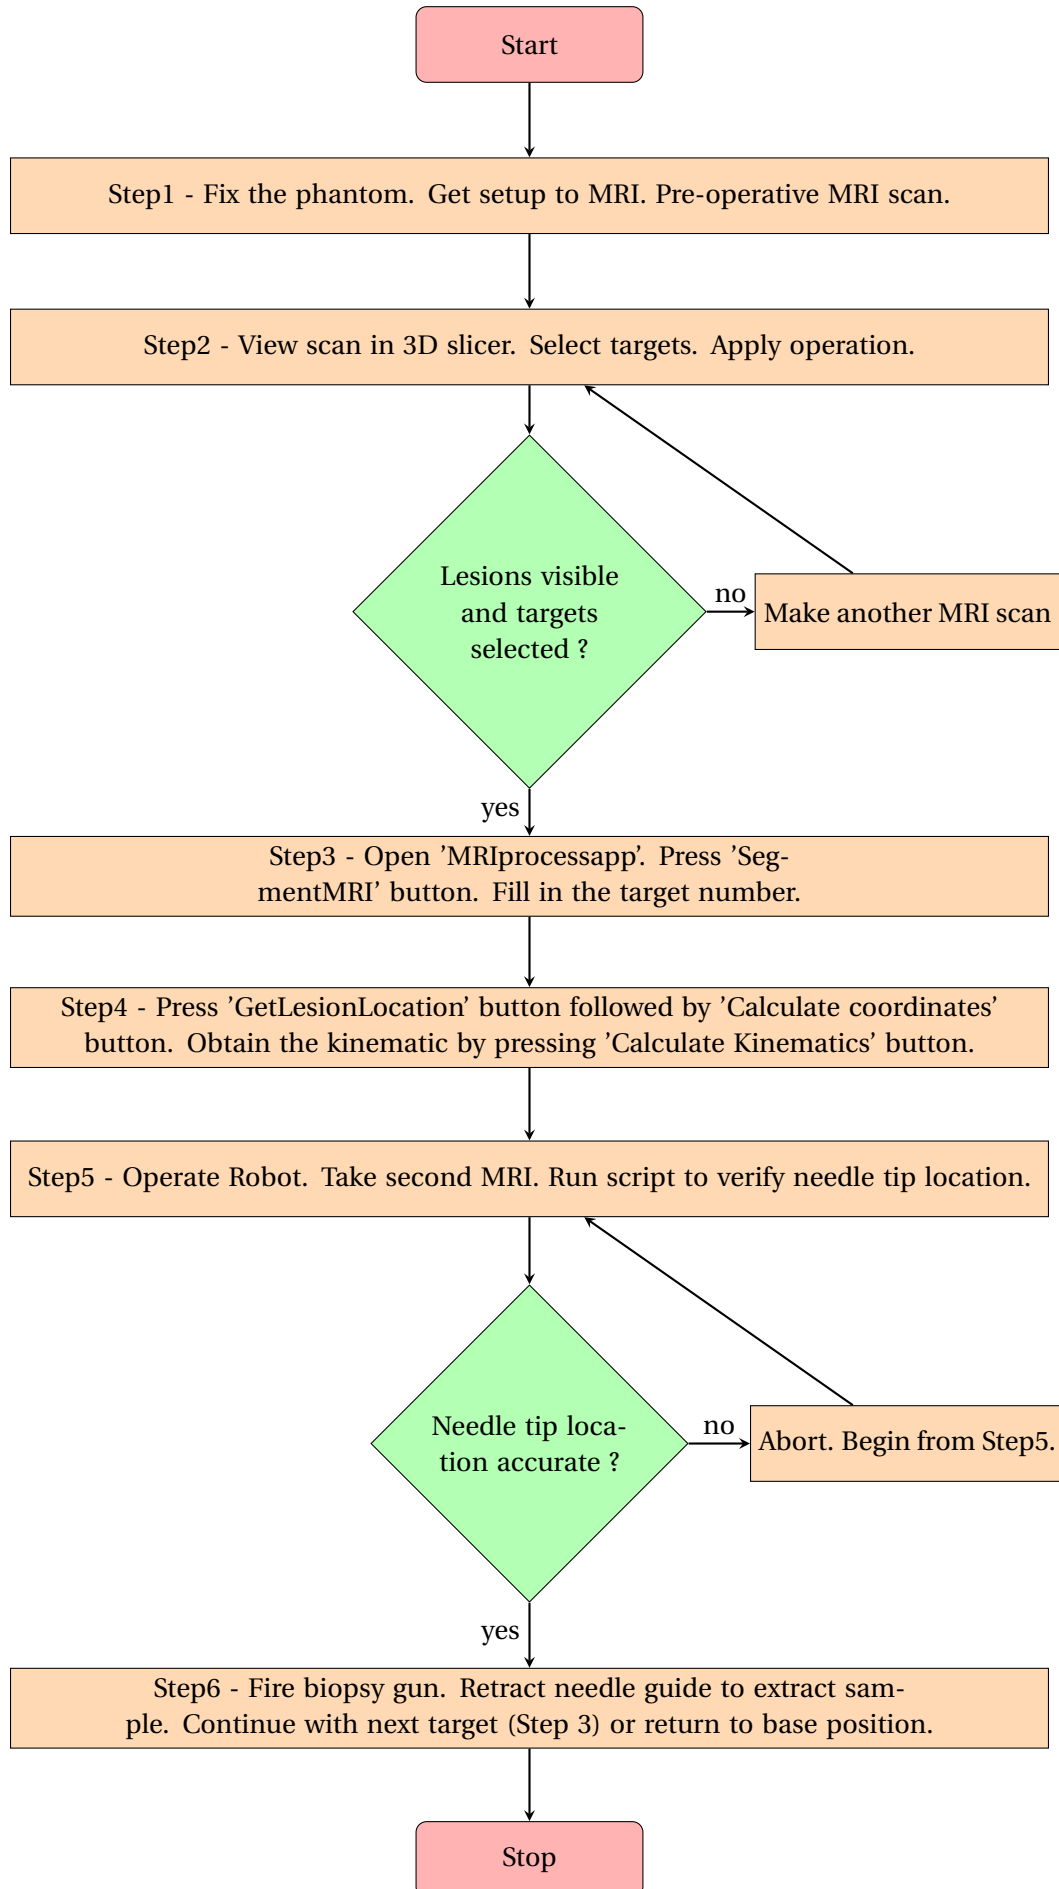 Start
Step1 - Fix the phantom. Get setup to MRI. Pre-operative MRI scan.
Step2 - View scan in 3D slicer. Select targets. Apply operation.
Lesions visible
and targets
selected ?
no
Make another MRI scan
yes
Step3 - Open ’MRIprocessapp’. Press ’Seg-
mentMRI’ button. Fill in the target number.
Step4 - Press ’GetLesionLocation’ button followed by ’Calculate coordinates’
button. Obtain the kinematic by pressing ’Calculate Kinematics’ button.
Step5 - Operate Robot. Take second MRI. Run script to verify needle tip location.
Needle tip loca-
tion accurate ?
no
Abort. Begin from Step5.
yes
Step6 - Fire biopsy gun. Retract needle guide to extract sam-
ple. Continue with next target (Step 3) or return to base position.
Stop